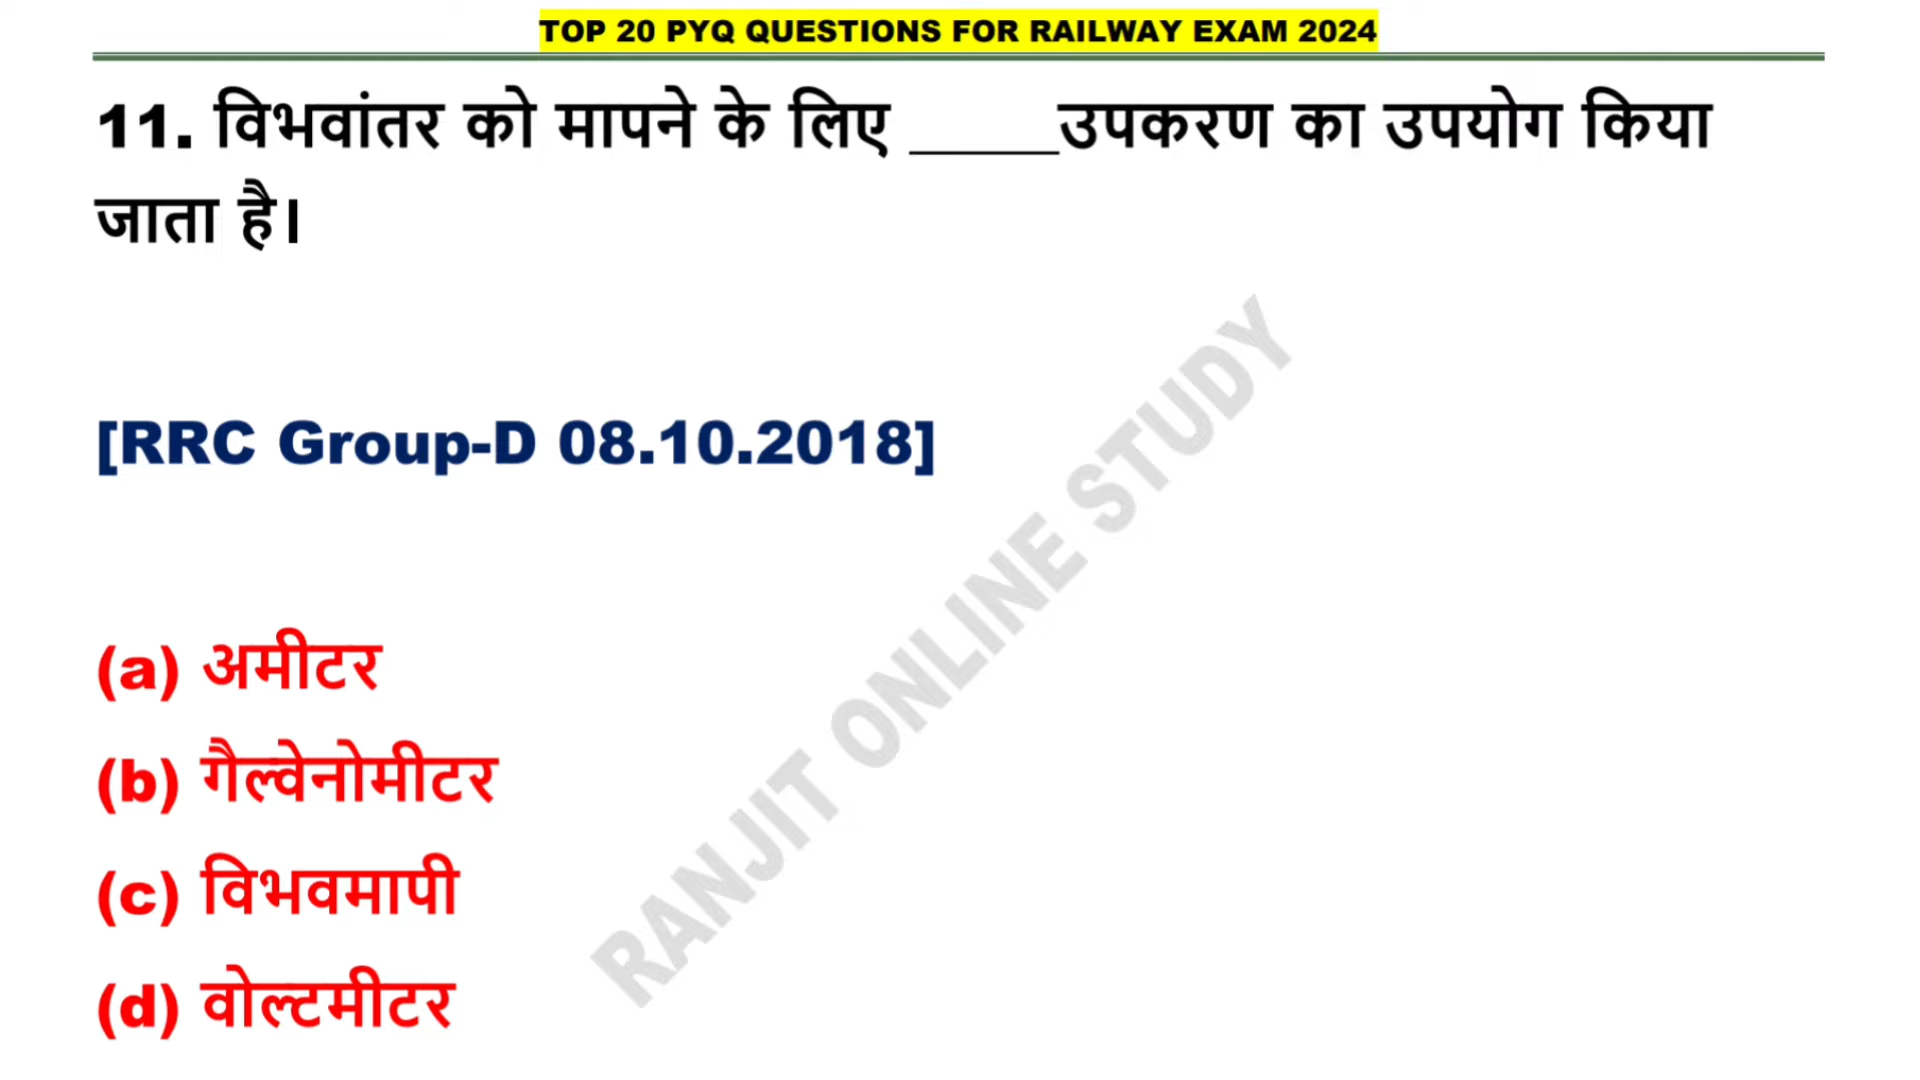 TOP 20 PYQ QUESTIONS FOR RAILWAY EXAM 2024
11. विभवांतर को मापने के लिए _____उपकरण का उपयोग किया
जाता है।
[RRC Group-D 08.10.2018]
(a) अमीटर
(b) गैल्वेनोमीटर
(c) विभवमापी
(d) वोल्टमीटर
RANJIT ONLINE STUDY